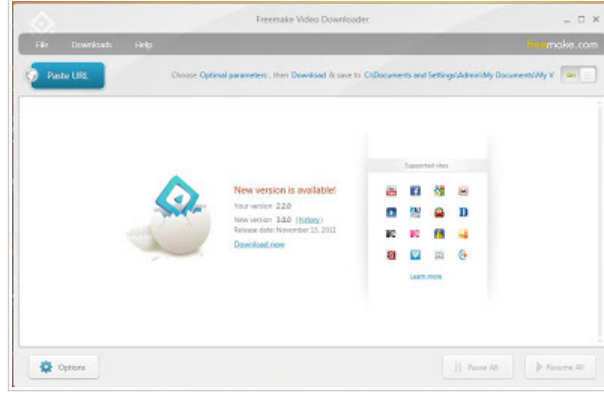 Freemake Video Downloader
File Downloads Help
freemake.com
Paste URL
Choose Optimal parameters , then Download & save to C:\Documents and Settings\Admin\My Documents\My V
ON
New version is available!
Your version 2.2.0
New version 3.0.0 (History)
Release date: November 15, 2011
Download now
Supported sites
Learn more
Options
Pause All
Resume All